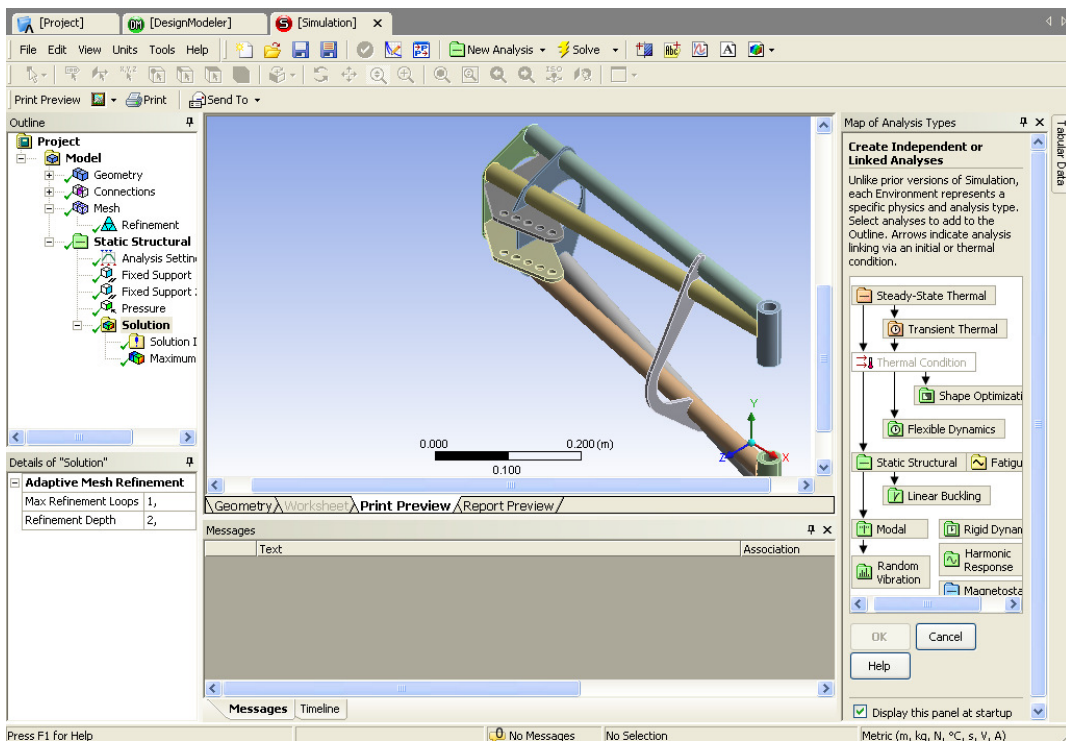 [Project] [DesignModeler] [Simulation]
File Edit View Units Tools Help New Analysis Solve
Print Preview Print Send To
Outline
Project
Model
Geometry
Connections
Mesh
Refinement
Static Structural
Analysis Settin
Fixed Support
Fixed Support 2
Pressure
Solution
Solution I
Maximum
Details of "Solution"
Adaptive Mesh Refinement
Max Refinement Loops 1,
Refinement Depth 2,
0.000 0.200 (m)
0.100
Y
Z X
Geometry Worksheet Print Preview Report Preview
Messages
Text Association
Messages Timeline
Map of Analysis Types
Create Independent or
Linked Analyses
Unlike prior versions of Simulation,
each Environment represents a
specific physics and analysis type.
Select analyses to add to the
Outline. Arrows indicate analysis
linking via an initial or thermal
condition.
Steady-State Thermal
Transient Thermal
Thermal Condition
Shape Optimizati
Flexible Dynamics
Static Structural Fatigu
Linear Buckling
Modal Rigid Dynan
Random
Vibration
Harmonic
Response
Magnetosta
OK Cancel
Help
Display this panel at startup
Tabular Data
Press F1 for Help 0 No Messages No Selection Metric (m, kg, N, °C, s, V, A)